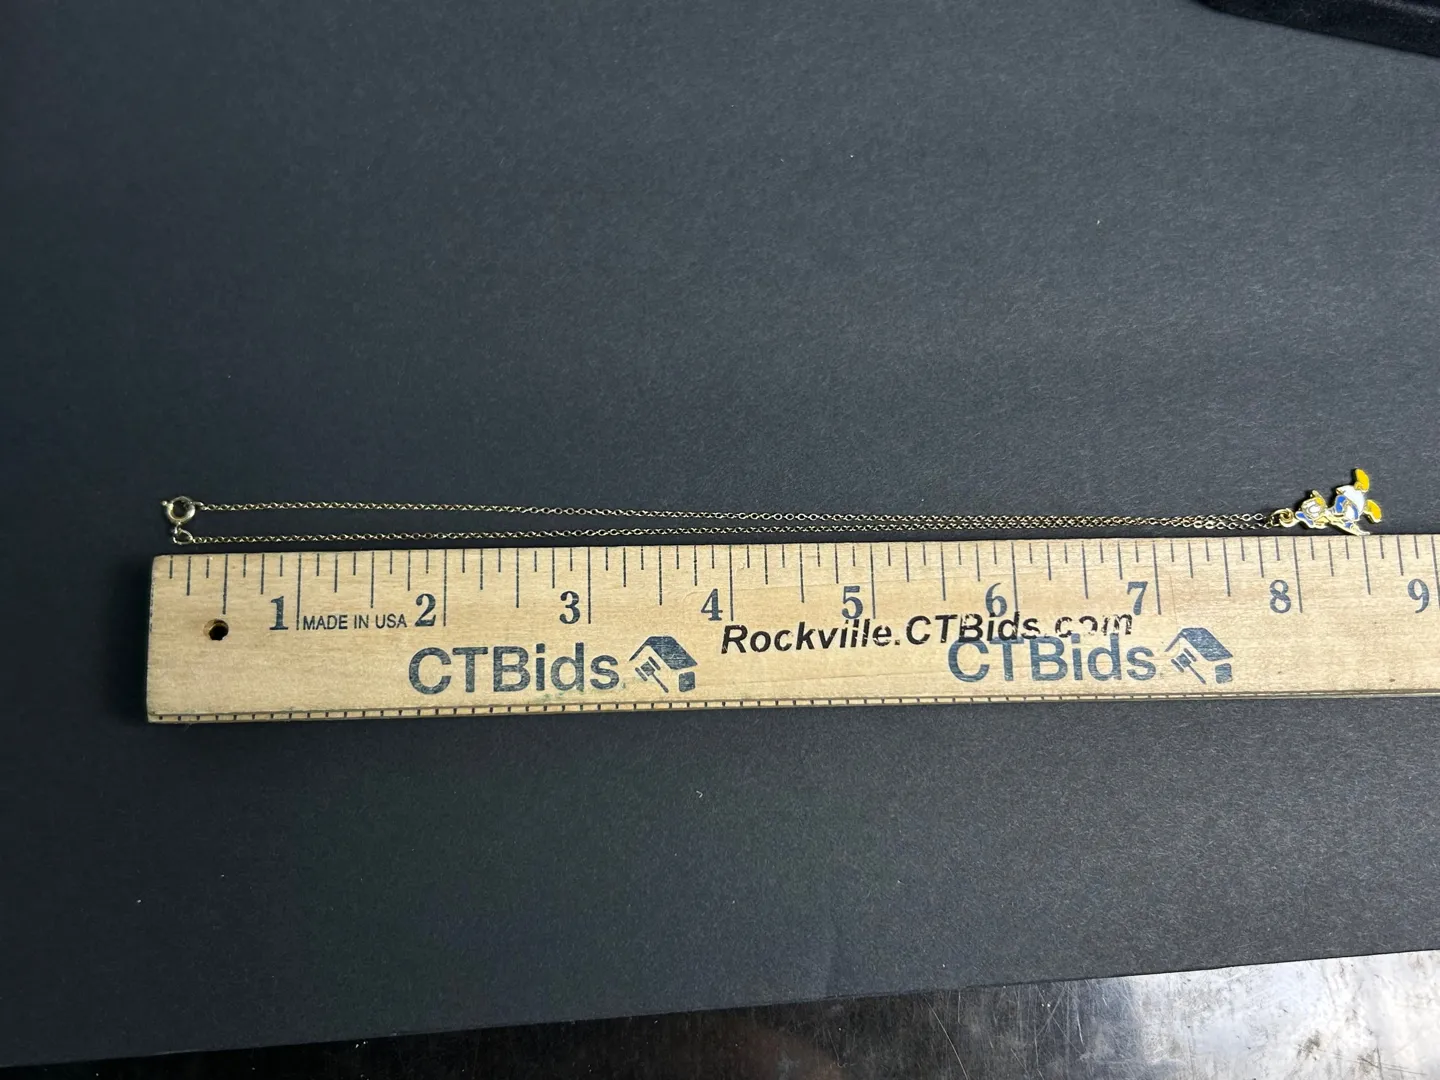 1 MADE IN USA 2 3 4 5 6 7 8 9
Rockville.CTBids.com
CTBids CTBids